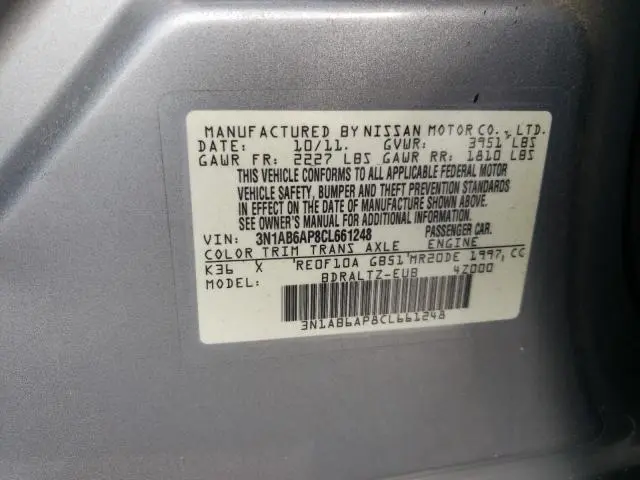 MANUFACTURED BY NISSAN MOTOR CO., LTD.
DATE: 10/11. GVWR: 3951 LBS
GAWR FR: 2227 LBS GAWR RR: 1810 LBS
THIS VEHICLE CONFORMS TO ALL APPLICABLE FEDERAL MOTOR
VEHICLE SAFETY, BUMPER AND THEFT PREVENTION STANDARDS
IN EFFECT ON THE DATE OF MANUFACTURE SHOWN ABOVE.
SEE OWNER'S MANUAL FOR ADDITIONAL INFORMATION.
VIN: 3N1AB6AP8CL661248 PASSENGER CAR.
COLOR TRIM TRANS AXLE ENGINE
K36 X RE0F10A GB51 MR20DE 1997, CC
MODEL: BDRALTZ-EUB 4Z000
3N1AB6AP8CL661248